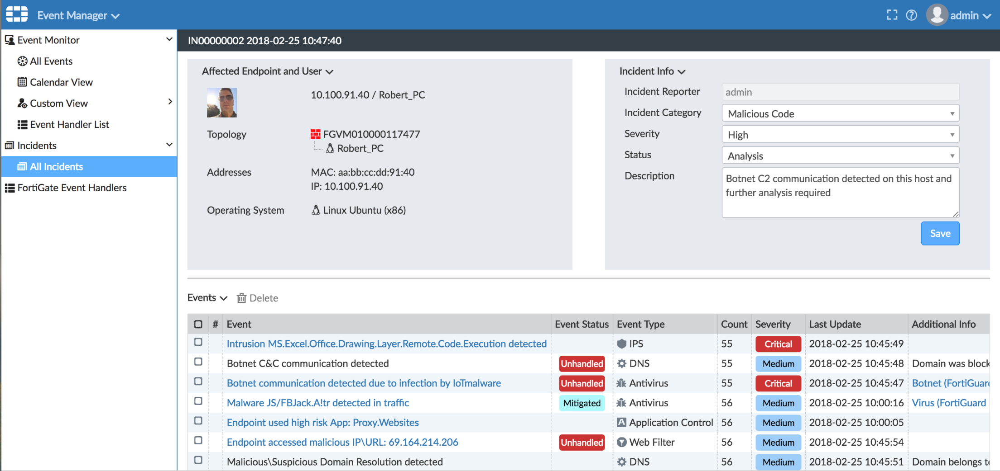 Event Manager
admin
Event Monitor
All Events
Calendar View
Custom View
Event Handler List
Incidents
All Incidents
FortiGate Event Handlers
IN00000002 2018-02-25 10:47:40
Affected Endpoint and User
10.100.91.40 / Robert_PC
Topology
FGVM010000117477
Robert_PC
Addresses
MAC: aa:bb:cc:dd:91:40
IP: 10.100.91.40
Operating System
Linux Ubuntu (x86)
Incident Info
Incident Reporter admin
Incident Category Malicious Code
Severity High
Status Analysis
Description Botnet C2 communication detected on this host and
further analysis required
Save
Events Delete
# Event Event Status Event Type Count Severity Last Update Additional Info
Intrusion MS.Excel.Office.Drawing.Layer.Remote.Code.Execution detected IPS 55 Critical 2018-02-25 10:45:49
Botnet C&C communication detected Unhandled DNS 55 Medium 2018-02-25 10:45:48 Domain was block
Botnet communication detected due to infection by IoTmalware Unhandled Antivirus 55 Critical 2018-02-25 10:45:47 Botnet (FortiGuar
Malware JS/FBJack.A!tr detected in traffic Mitigated Antivirus 56 Medium 2018-02-25 10:00:16 Virus (FortiGuard
Endpoint used high risk App: Proxy.Websites Application Control 56 Medium 2018-02-25 10:00:05
Endpoint accessed malicious IP\URL: 69.164.214.206 Unhandled Web Filter 56 Medium 2018-02-25 10:45:54
Malicious\Suspicious Domain Resolution detected DNS 56 Medium 2018-02-25 10:45:51 Domain belongs t